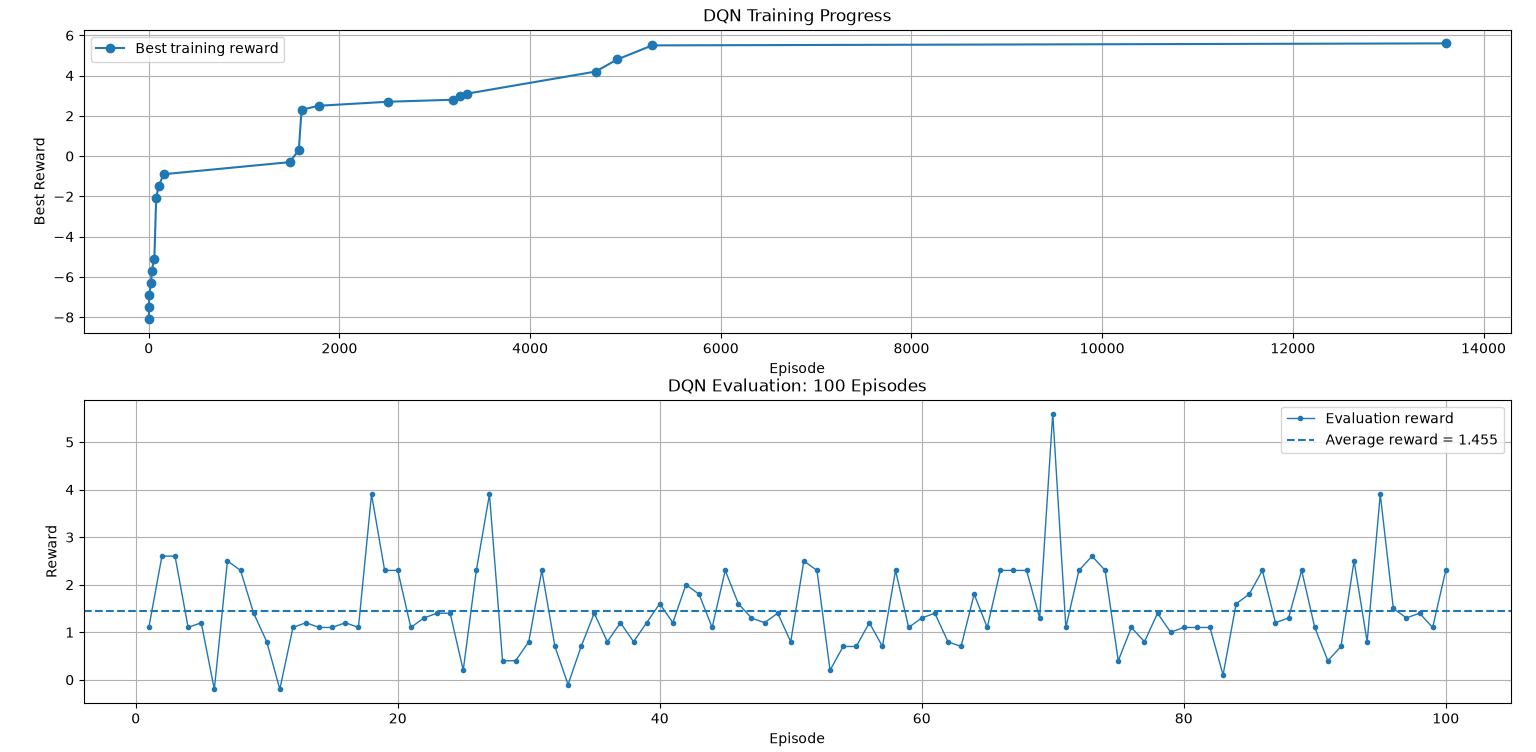 DQN Training Progress
Best training reward
Best Reward
6
4
2
0
−2
−4
−6
−8
0 2000 4000 6000 8000 10000 12000 14000
Episode
DQN Evaluation: 100 Episodes
Evaluation reward
Average reward = 1.455
Reward
5
4
3
2
1
0
0 20 40 60 80 100
Episode